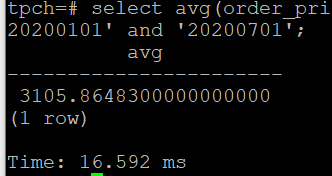 tpch=# select avg(order_pri
20200101' and '20200701';
avg
-----------------------
3105.8648300000000000
(1 row)
Time: 16.592 ms